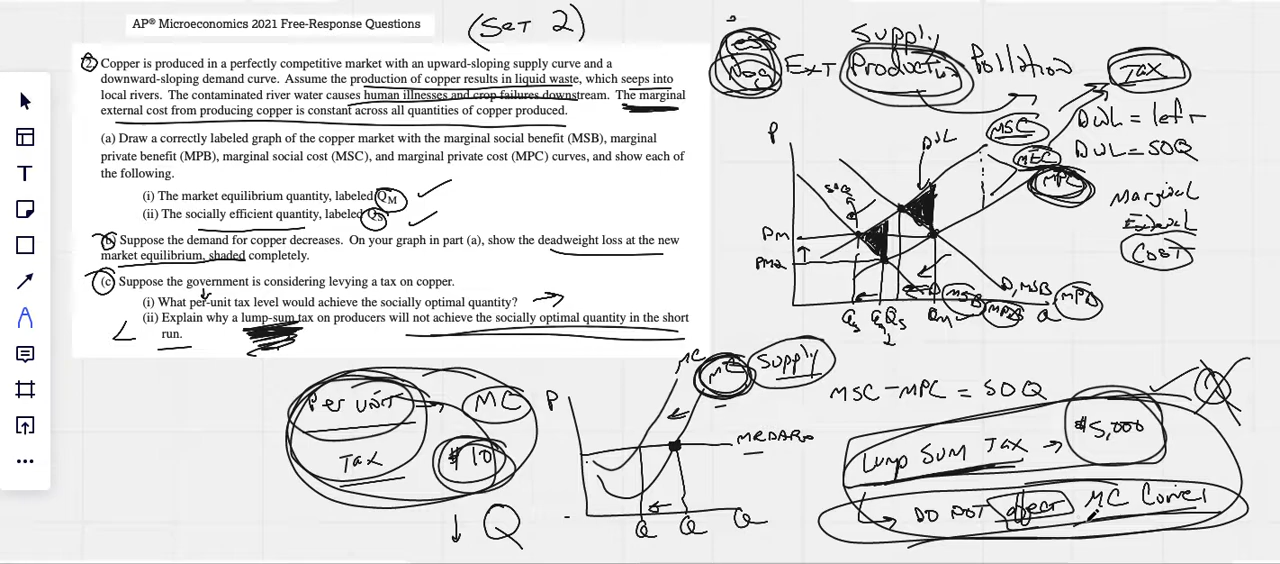 AP® Microeconomics 2021 Free-Response Questions
(SET 2)
2. Copper is produced in a perfectly competitive market with an upward-sloping supply curve and a
downward-sloping demand curve. Assume the production of copper results in liquid waste, which seeps into
local rivers. The contaminated river water causes human illnesses and crop failures downstream. The marginal
external cost from producing copper is constant across all quantities of copper produced.
(a) Draw a correctly labeled graph of the copper market with the marginal social benefit (MSB), marginal
private benefit (MPB), marginal social cost (MSC), and marginal private cost (MPC) curves, and show each of
the following.
(i) The market equilibrium quantity, labeled QM
(ii) The socially efficient quantity, labeled QS
(b) Suppose the demand for copper decreases. On your graph in part (a), show the deadweight loss at the new
market equilibrium, shaded completely.
(c) Suppose the government is considering levying a tax on copper.
(i) What per-unit tax level would achieve the socially optimal quantity?
(ii) Explain why a lump-sum tax on producers will not achieve the socially optimal quantity in the short
run.
Supply
Neg EXT Production Pollution
TAX
DWL = left
DWL = SOQ
P
DWL
MSC
MEC
MPC
SOQ
Marginal
External
COST
PM
PM2
D, MSB
MPB
MSB
MPB
Qs Qs QM Q
2
T
...
Per unit → MC
Tax
$10
↓ Q
P
MC
MC
Supply
MRDARP
Q Q Q
MSC - MPC = SOQ
LUMP SUM TAX → $5,000
Q
→ DO NOT affect MC Curve